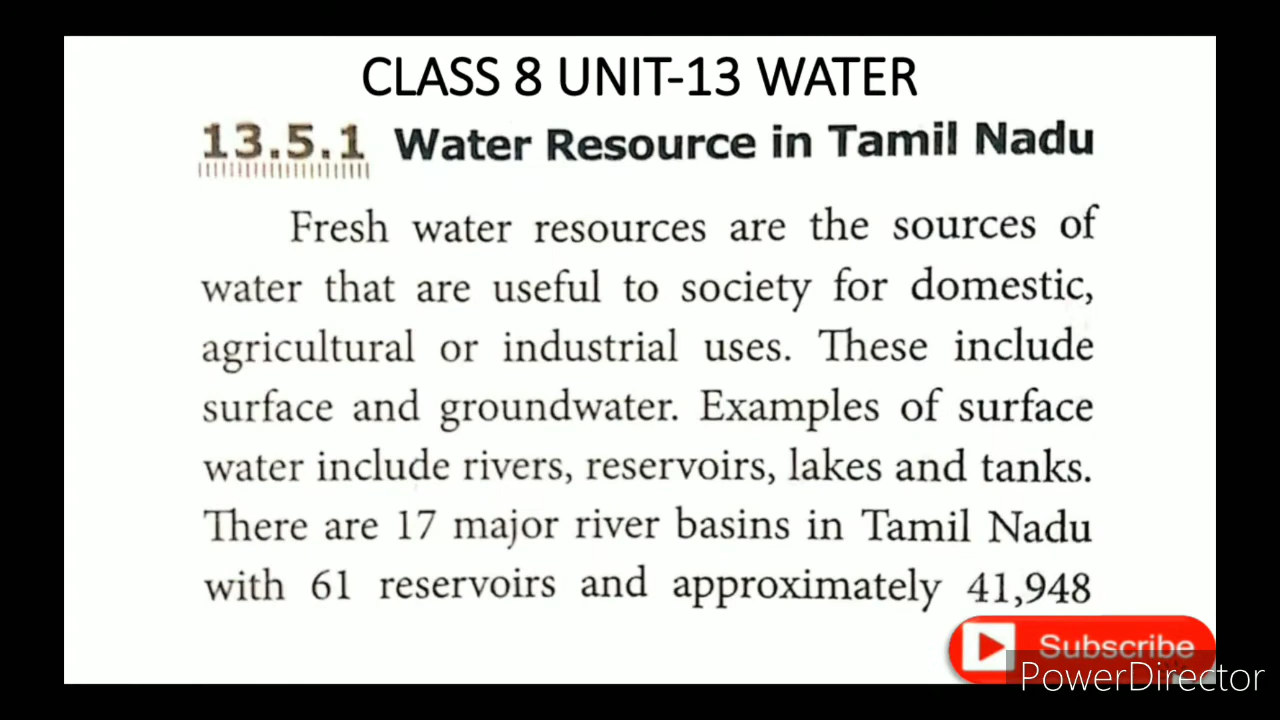 CLASS 8 UNIT-13 WATER
13.5.1 Water Resource in Tamil Nadu
Fresh water resources are the sources of
water that are useful to society for domestic,
agricultural or industrial uses. These include
surface and groundwater. Examples of surface
water include rivers, reservoirs, lakes and tanks.
There are 17 major river basins in Tamil Nadu
with 61 reservoirs and approximately 41,948
Subscribe
PowerDirector